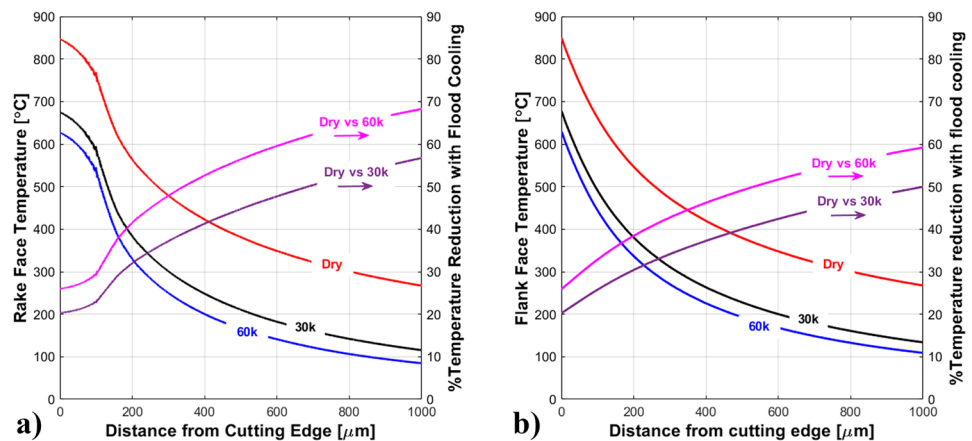 Rake Face Temperature [°C]
900
800
700
600
500
400
300
200
100
0
Dry vs 60k
Dry vs 30k
Dry
30k
60k
90
80
70
60
50
40
30
20
10
0
%Temperature Reduction with Flood Cooling
0
200
400
600
800
1000
Distance from Cutting Edge [μm]
a)
Flank Face Temperature [°C]
900
800
700
600
500
400
300
200
100
0
Dry vs 60k
Dry vs 30k
Dry
30k
60k
90
80
70
60
50
40
30
20
10
0
%Temperature reduction with flood cooling
0
200
400
600
800
1000
Distance from cutting edge [μm]
b)